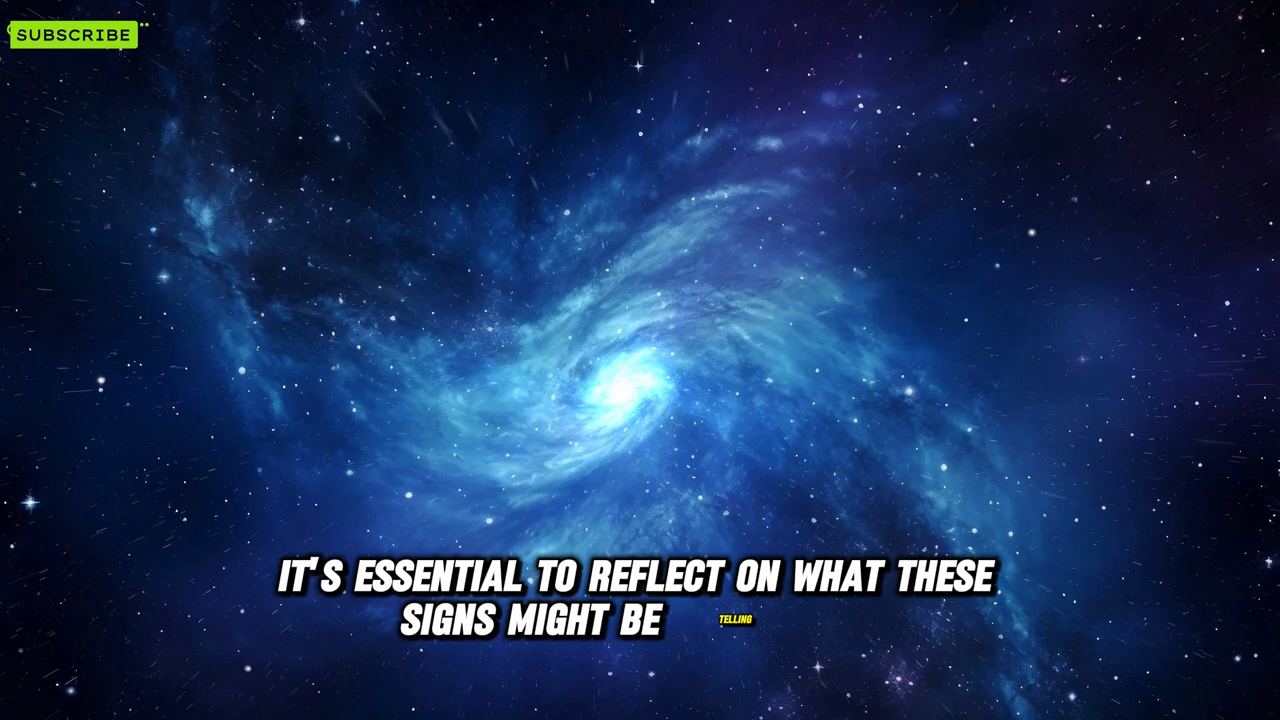 SUBSCRIBE
IT'S ESSENTIAL TO REFLECT ON WHAT THESE
SIGNS MIGHT BE TELLING